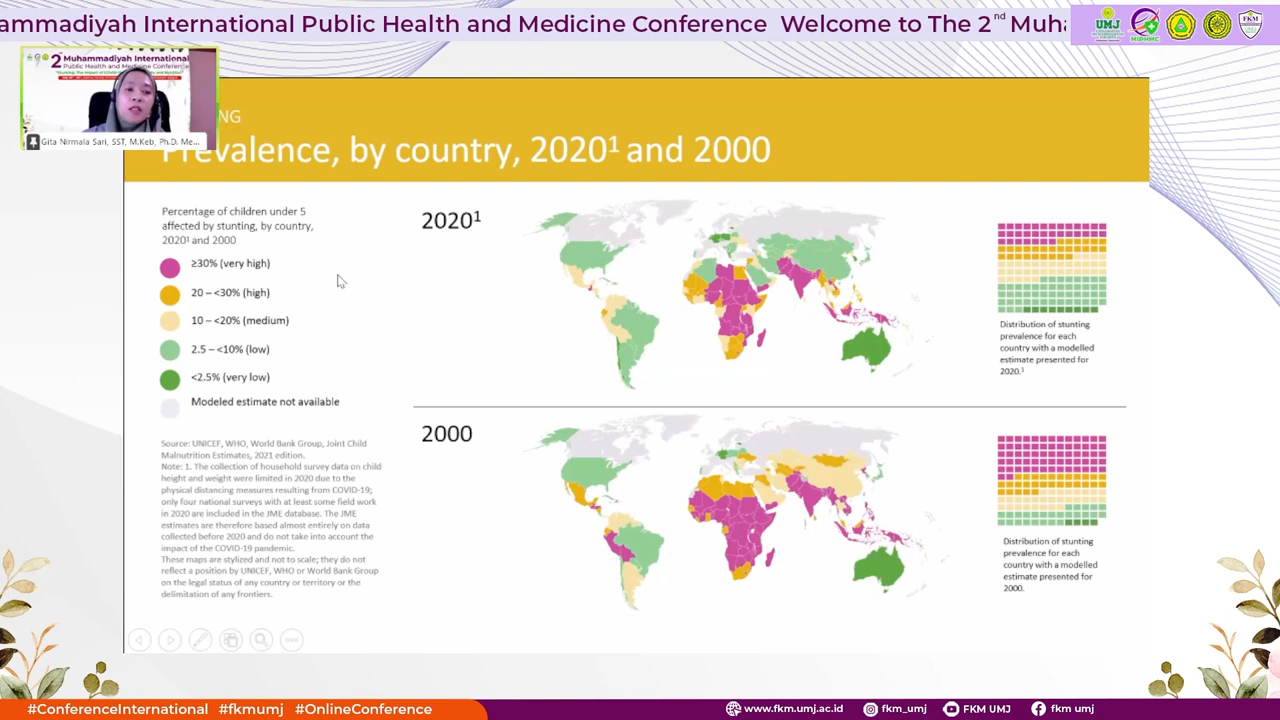 ammadiyah International Public Health and Medicine Conference Welcome to The 2nd Muha
UMJ
MIPHMC
FKM
2 Muhammadiyah International
Public Health and Medicine Conference
Gita Nirmala Sari, SST, M.Keb, Ph.D. Me...
NG
Prevalence, by country, 2020¹ and 2000
Percentage of children under 5
affected by stunting, by country,
2020¹ and 2000
≥30% (very high)
20 – <30% (high)
10 – <20% (medium)
2.5 – <10% (low)
<2.5% (very low)
Modeled estimate not available
Source: UNICEF, WHO, World Bank Group, Joint Child
Malnutrition Estimates, 2021 edition.
Note: 1. The collection of household survey data on child
height and weight were limited in 2020 due to the
physical distancing measures resulting from COVID-19;
only four national surveys with at least some field work
in 2020 are included in the JME database. The JME
estimates are therefore based almost entirely on data
collected before 2020 and do not take into account the
impact of the COVID-19 pandemic.
These maps are stylized and not to scale; they do not
reflect a position by UNICEF, WHO or World Bank Group
on the legal status of any country or territory or the
delimitation of any frontiers.
2020¹
Distribution of stunting
prevalence for each
country with a modelled
estimate presented for
2020.¹
2000
Distribution of stunting
prevalence for each
country with a modelled
estimate presented for
2000.
#ConferenceInternational #fkmumj #OnlineConference
www.fkm.umj.ac.id
fkm_umj
FKM UMJ
fkm umj